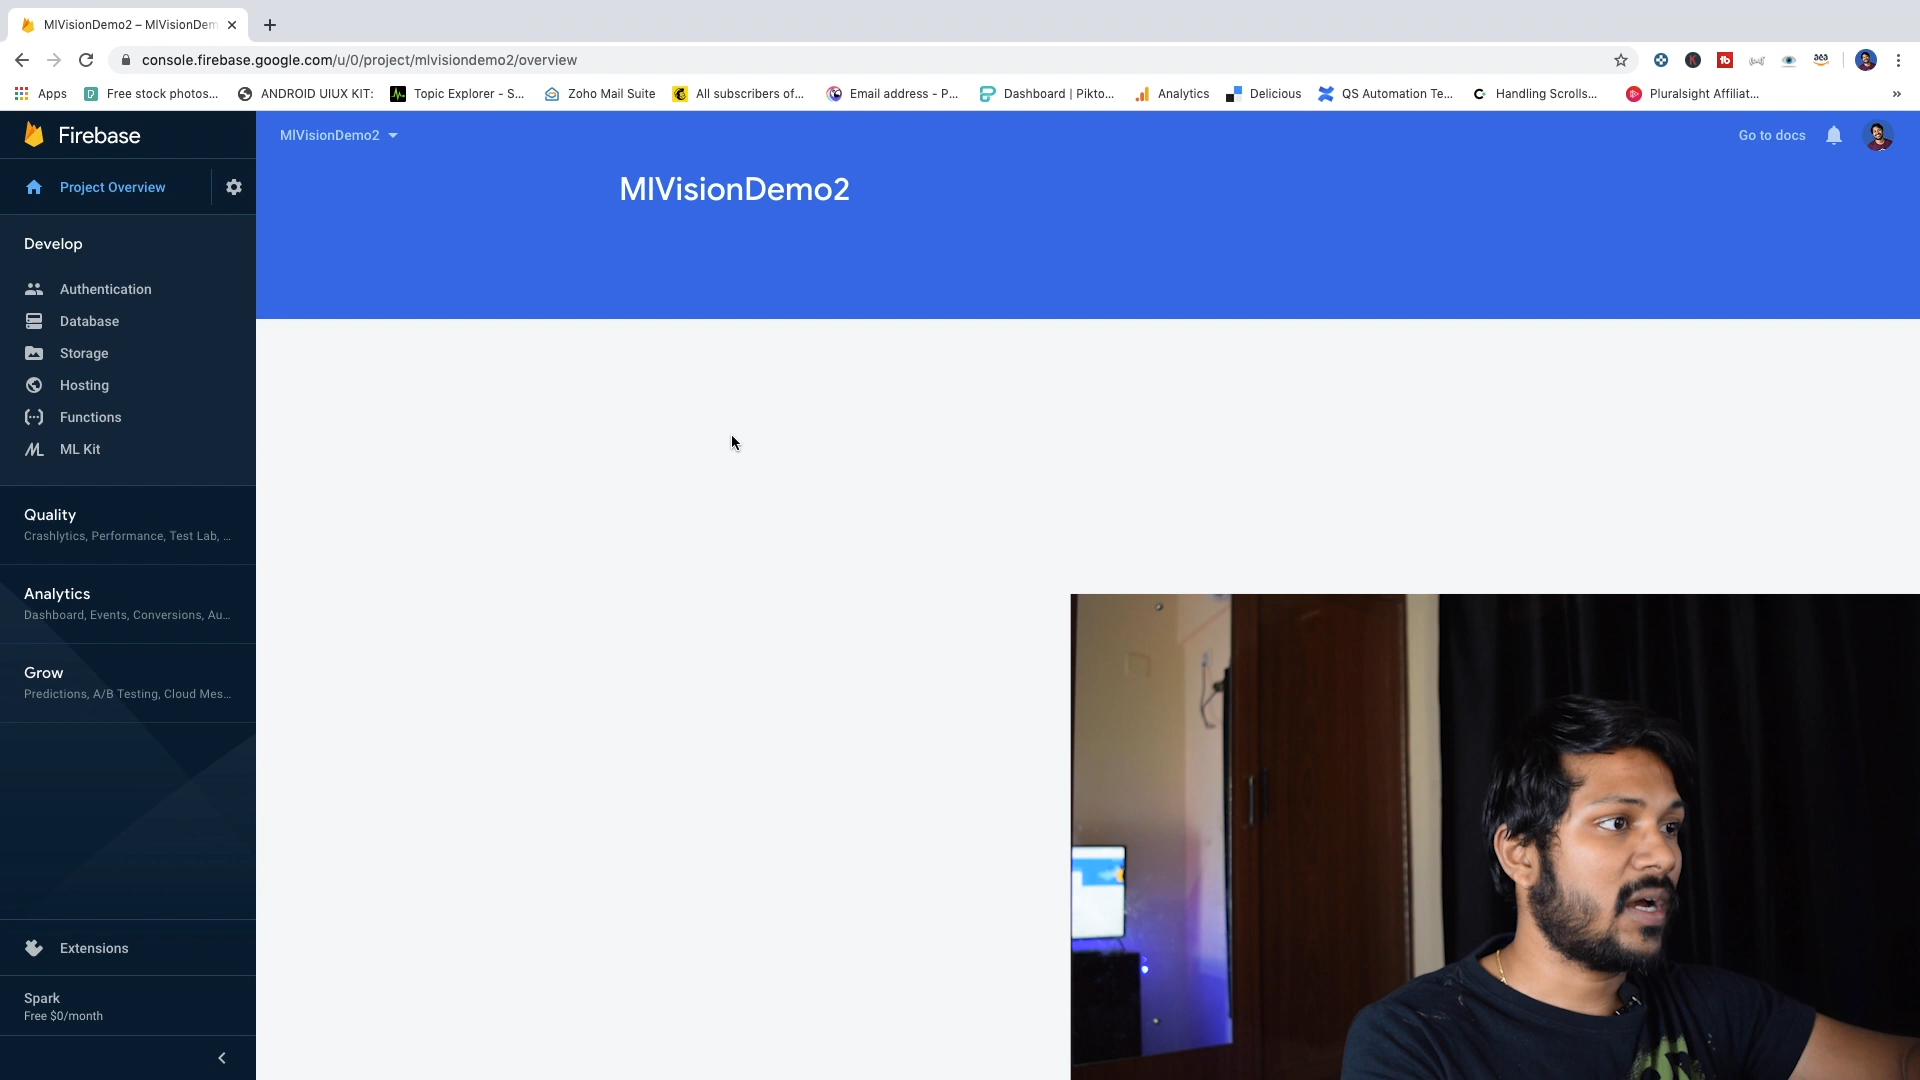 MlVisionDemo2 – MlVisionDem
console.firebase.google.com/u/0/project/mlvisiondemo2/overview
Apps
Free stock photos...
ANDROID UIUX KIT:
Topic Explorer - S...
Zoho Mail Suite
All subscribers of...
Email address - P...
Dashboard | Pikto...
Analytics
Delicious
QS Automation Te...
Handling Scrolls...
Pluralsight Affiliat...
»
Firebase
MlVisionDemo2
Go to docs
Project Overview
MlVisionDemo2
Develop
Authentication
Database
Storage
Hosting
Functions
ML Kit
Quality
Crashlytics, Performance, Test Lab, ...
Analytics
Dashboard, Events, Conversions, Au...
Grow
Predictions, A/B Testing, Cloud Mes...
Extensions
Spark
Free $0/month